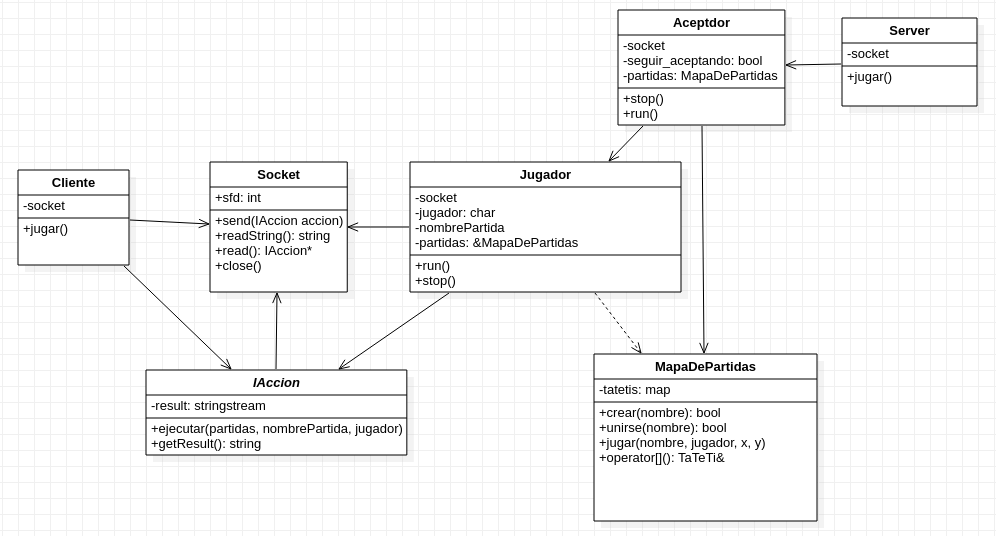 Aceptdor
-socket
-seguir_aceptando: bool
-partidas: MapaDePartidas
+stop()
+run()
Server
-socket
+jugar()
Cliente
-socket
+jugar()
Socket
+sfd: int
+send(IAccion accion)
+readString(): string
+read(): IAccion*
+close()
Jugador
-socket
-jugador: char
-nombrePartida
-partidas: &MapaDePartidas
+run()
+stop()
IAccion
-result: stringstream
+ejecutar(partidas, nombrePartida, jugador)
+getResult(): string
MapaDePartidas
-tatetis: map
+crear(nombre): bool
+unirse(nombre): bool
+jugar(nombre, jugador, x, y)
+operator[](): TaTeTi&